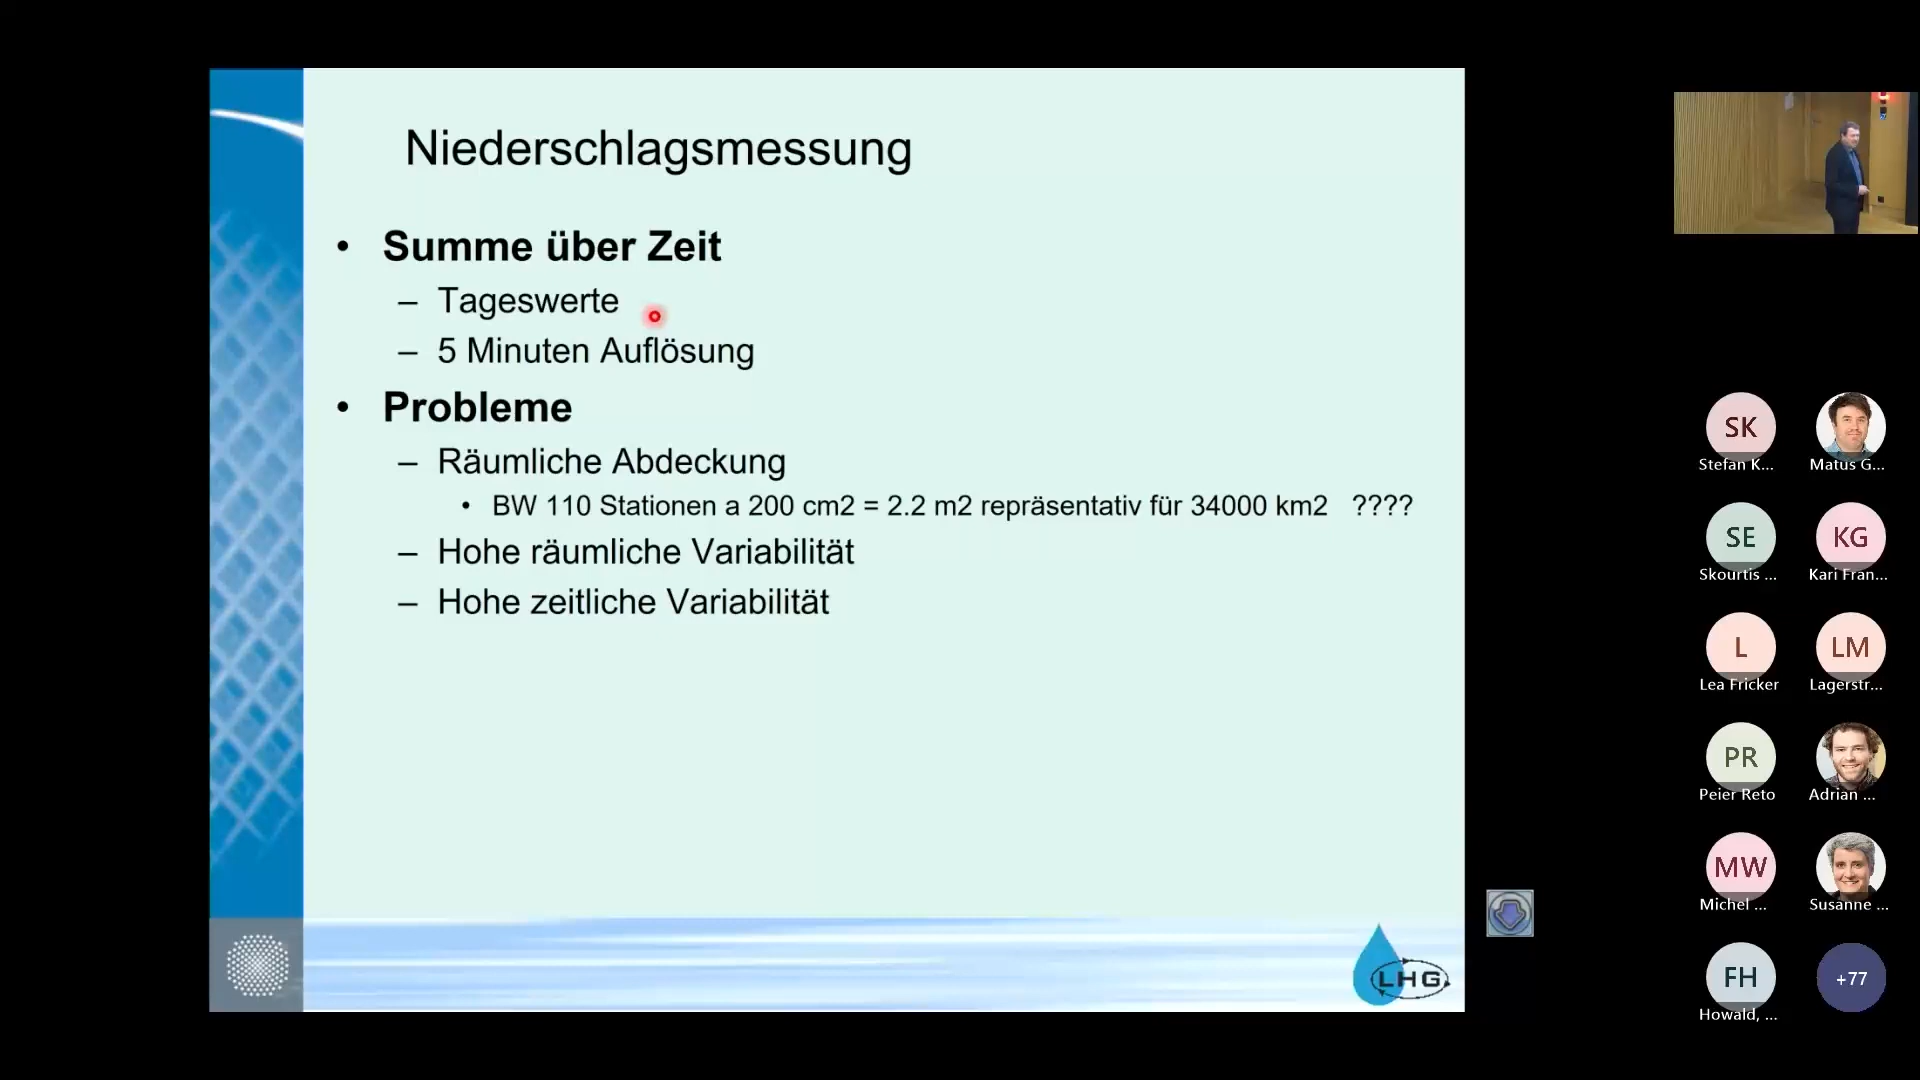 Niederschlagsmessung
• Summe über Zeit
– Tageswerte
– 5 Minuten Auflösung
• Probleme
– Räumliche Abdeckung
• BW 110 Stationen a 200 cm2 = 2.2 m2 repräsentativ für 34000 km2 ????
– Hohe räumliche Variabilität
– Hohe zeitliche Variabilität
LHG
SK
Stefan K...
Matus G...
SE
Skourtis ...
KG
Kari Fran...
L
Lea Fricker
LM
Lagerstr...
PR
Peier Reto
Adrian ...
MW
Michel ...
Susanne ...
FH
Howald, ...
+77